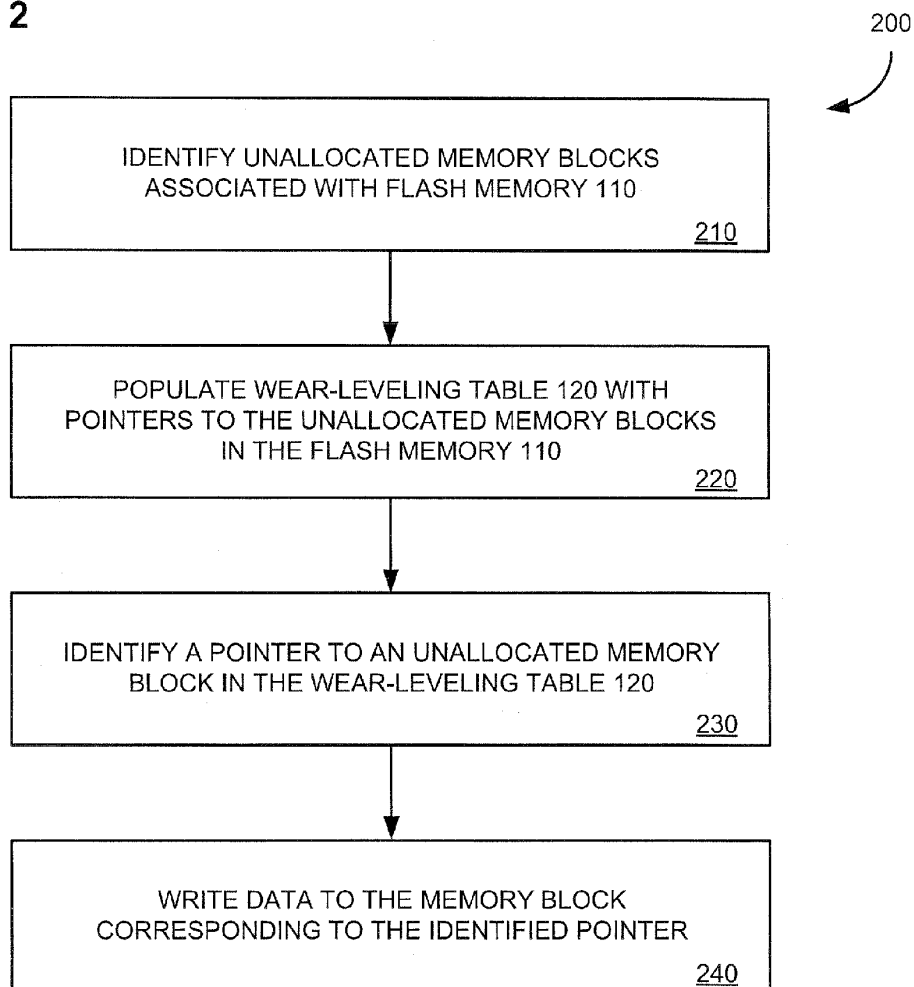 2
200
IDENTIFY UNALLOCATED MEMORY BLOCKS
ASSOCIATED WITH FLASH MEMORY 110
210
POPULATE WEAR-LEVELING TABLE 120 WITH
POINTERS TO THE UNALLOCATED MEMORY BLOCKS
IN THE FLASH MEMORY 110
220
IDENTIFY A POINTER TO AN UNALLOCATED MEMORY
BLOCK IN THE WEAR-LEVELING TABLE 120
230
WRITE DATA TO THE MEMORY BLOCK
CORRESPONDING TO THE IDENTIFIED POINTER
240